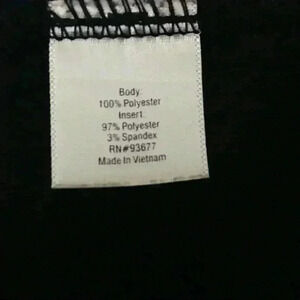 Body:
100% Polyester
Insert:
97% Polyester
3% Spandex
RN#93677
Made In Vietnam